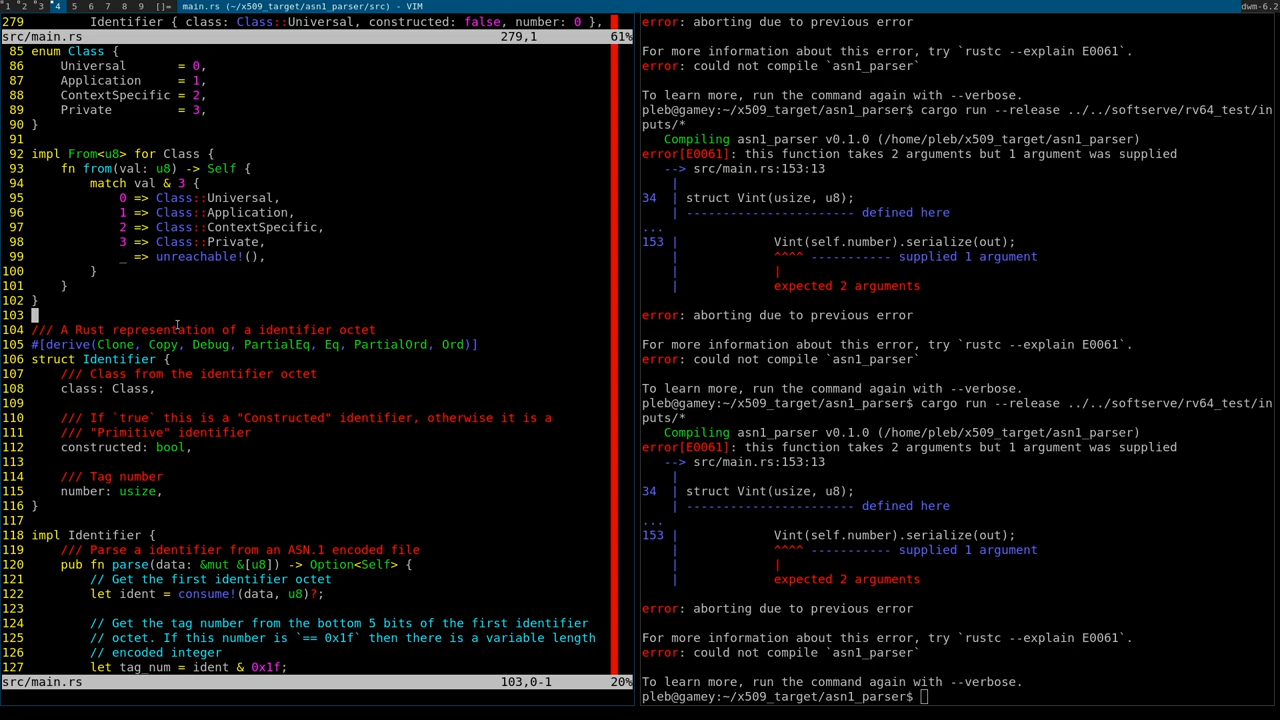 1 2 3 4 5 6 7 8 9 []= main.rs (~/x509_target/asn1_parser/src) - VIM dwm-6.2
279         Identifier { class: Class::Universal, constructed: false, number: 0 },
src/main.rs 279,1 61%
85 enum Class {
86     Universal       = 0,
87     Application     = 1,
88     ContextSpecific = 2,
89     Private         = 3,
90 }
91
92 impl From<u8> for Class {
93     fn from(val: u8) -> Self {
94         match val & 3 {
95             0 => Class::Universal,
96             1 => Class::Application,
97             2 => Class::ContextSpecific,
98             3 => Class::Private,
99             _ => unreachable!(),
100         }
101     }
102 }
103
104 /// A Rust representation of a identifier octet
105 #[derive(Clone, Copy, Debug, PartialEq, Eq, PartialOrd, Ord)]
106 struct Identifier {
107     /// Class from the identifier octet
108     class: Class,
109
110     /// If `true` this is a "Constructed" identifier, otherwise it is a
111     /// "Primitive" identifier
112     constructed: bool,
113
114     /// Tag number
115     number: usize,
116 }
117
118 impl Identifier {
119     /// Parse a identifier from an ASN.1 encoded file
120     pub fn parse(data: &mut &[u8]) -> Option<Self> {
121         // Get the first identifier octet
122         let ident = consume!(data, u8)?;
123
124         // Get the tag number from the bottom 5 bits of the first identifier
125         // octet. If this number is `== 0x1f` then there is a variable length
126         // encoded integer
127         let tag_num = ident & 0x1f;
src/main.rs 103,0-1 20%
error: aborting due to previous error

For more information about this error, try `rustc --explain E0061`.
error: could not compile `asn1_parser`

To learn more, run the command again with --verbose.
pleb@gamey:~/x509_target/asn1_parser$ cargo run --release ../../softserve/rv64_test/in
puts/*
   Compiling asn1_parser v0.1.0 (/home/pleb/x509_target/asn1_parser)
error[E0061]: this function takes 2 arguments but 1 argument was supplied
   --> src/main.rs:153:13
    |
34  | struct Vint(usize, u8);
    | ----------------------- defined here
...
153 |             Vint(self.number).serialize(out);
    |             ^^^^ ----------- supplied 1 argument
    |             |
    |             expected 2 arguments

error: aborting due to previous error

For more information about this error, try `rustc --explain E0061`.
error: could not compile `asn1_parser`

To learn more, run the command again with --verbose.
pleb@gamey:~/x509_target/asn1_parser$ cargo run --release ../../softserve/rv64_test/in
puts/*
   Compiling asn1_parser v0.1.0 (/home/pleb/x509_target/asn1_parser)
error[E0061]: this function takes 2 arguments but 1 argument was supplied
   --> src/main.rs:153:13
    |
34  | struct Vint(usize, u8);
    | ----------------------- defined here
...
153 |             Vint(self.number).serialize(out);
    |             ^^^^ ----------- supplied 1 argument
    |             |
    |             expected 2 arguments

error: aborting due to previous error

For more information about this error, try `rustc --explain E0061`.
error: could not compile `asn1_parser`

To learn more, run the command again with --verbose.
pleb@gamey:~/x509_target/asn1_parser$